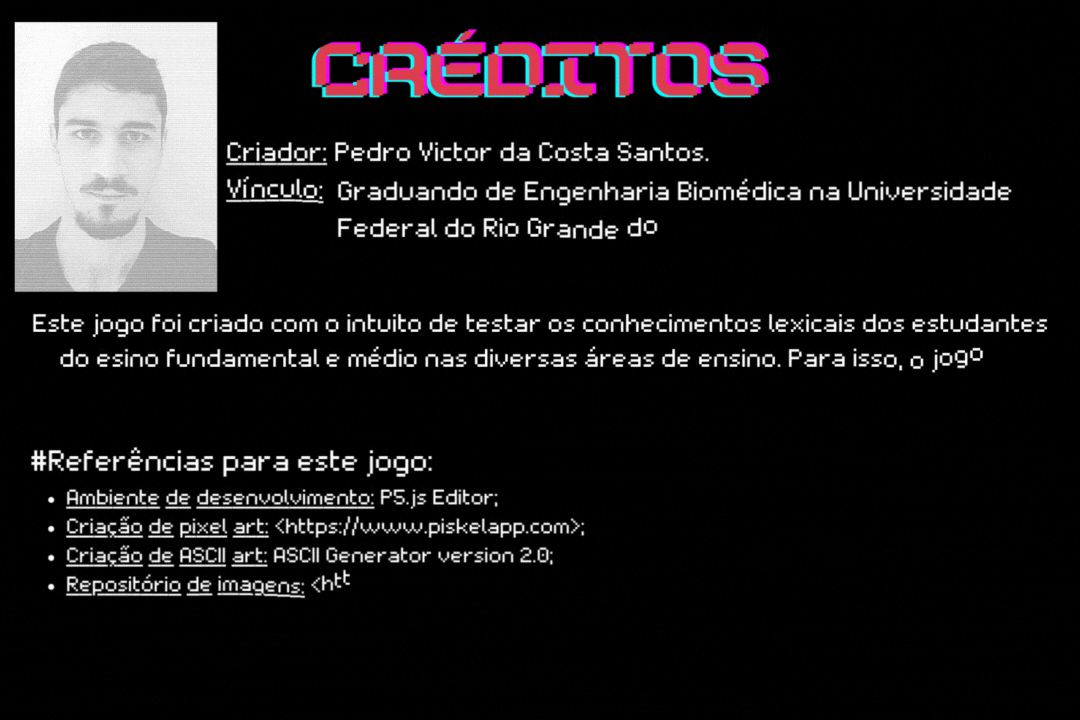 CRÉDITOS
Criador: Pedro Victor da Costa Santos.
Vínculo: Graduando de Engenharia Biomédica na Universidade
Federal do Rio Grande do
Este jogo foi criado com o intuito de testar os conhecimentos lexicais dos estudantes
do esino fundamental e médio nas diversas áreas de ensino. Para isso, o jogo
#Referências para este jogo:
• Ambiente de desenvolvimento: P5.js Editor;
• Criação de pixel art: <https://www.piskelapp.com>;
• Criação de ASCII art: ASCII Generator version 2.0;
• Repositório de imagens: <htt